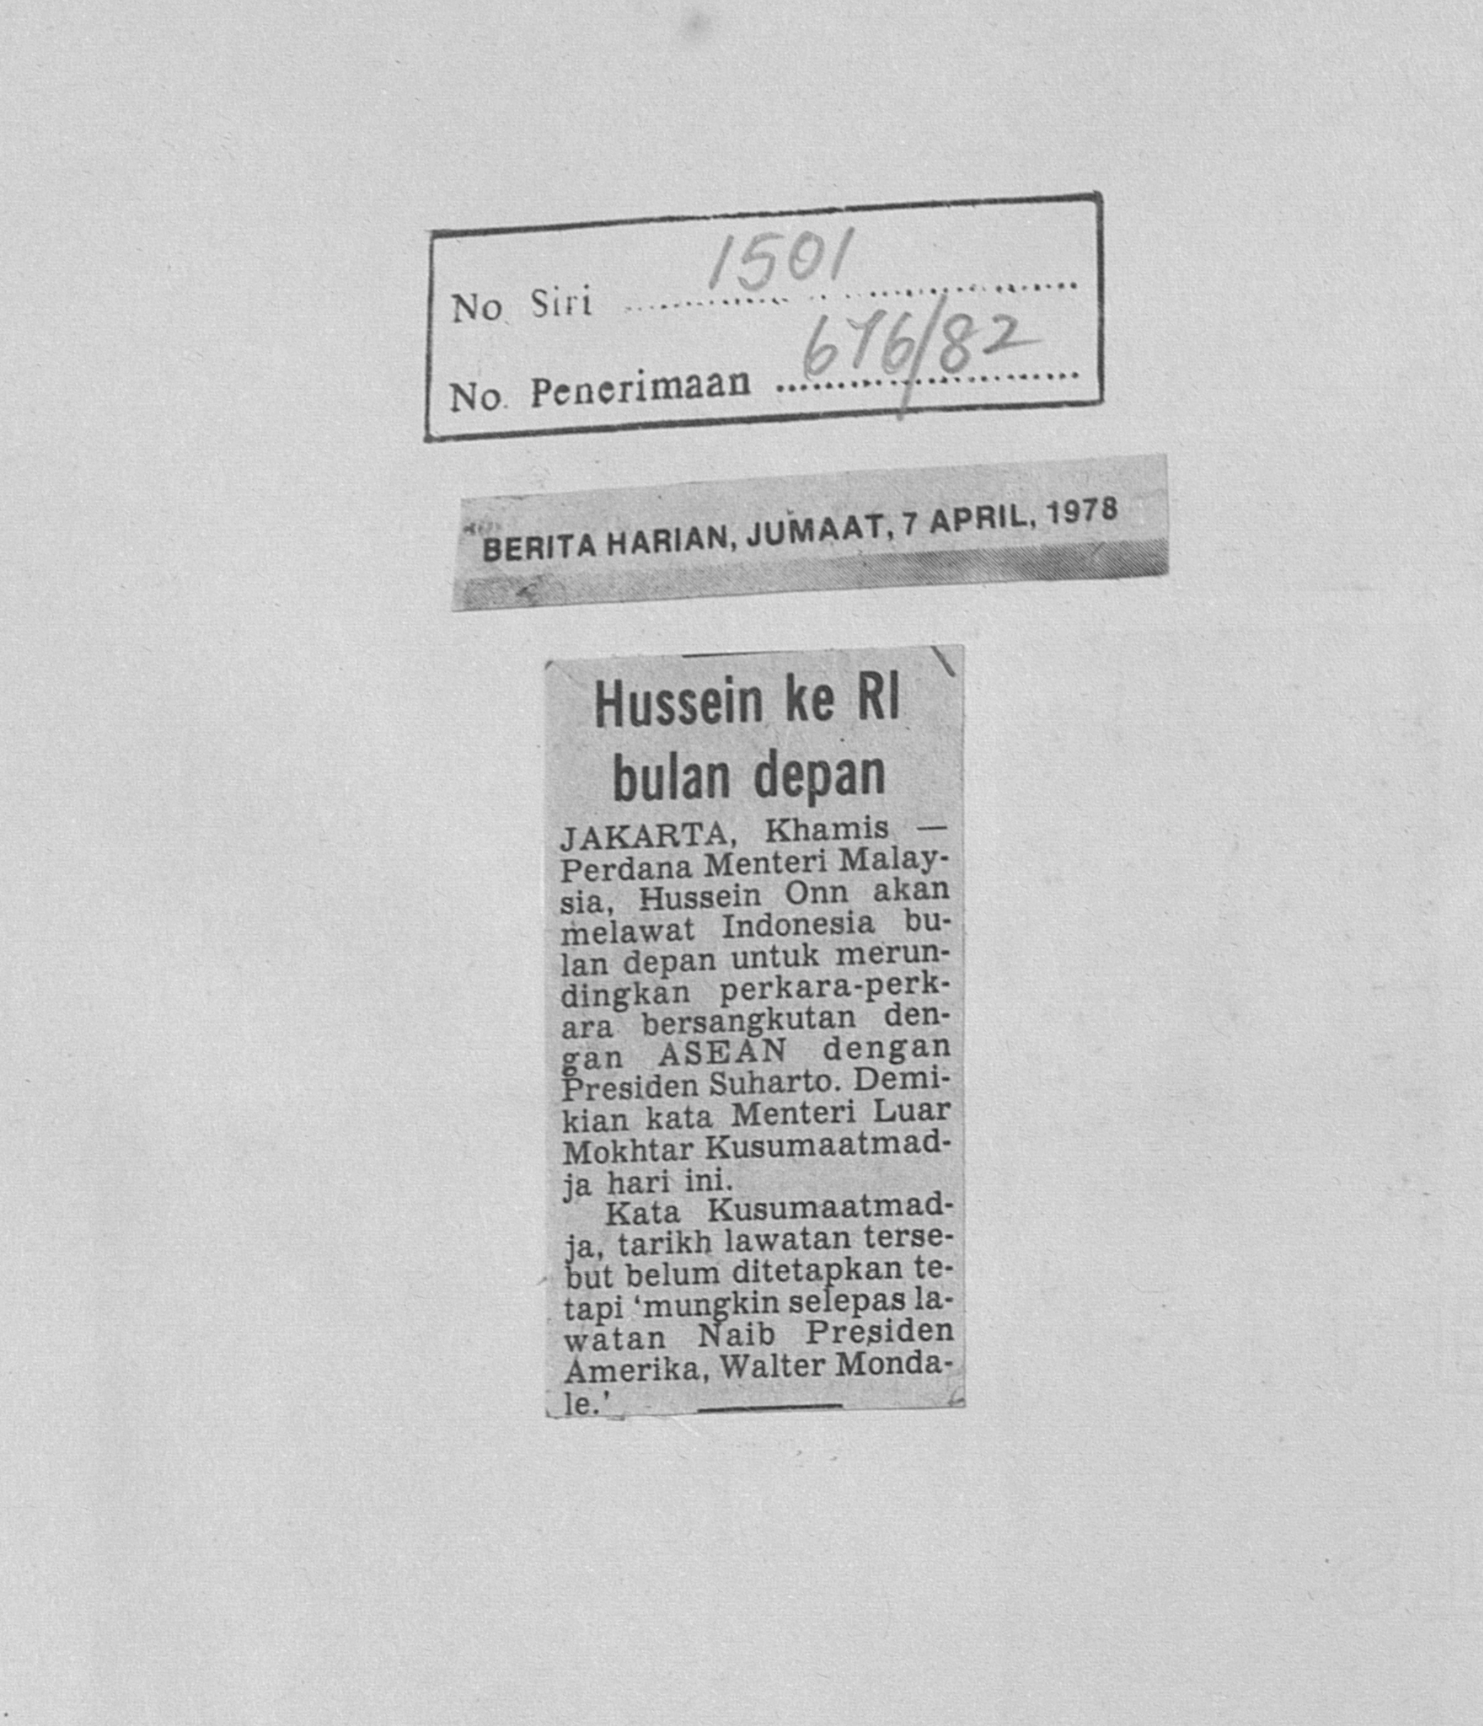 No. Siri 1501
No. Penerimaan 676/82
BERITA HARIAN, JUMAAT, 7 APRIL, 1978
Hussein ke RI
bulan depan
JAKARTA, Khamis —
Perdana Menteri Malay-
sia, Hussein Onn akan
melawat Indonesia bu-
lan depan untuk merun-
dingkan perkara-perk-
ara bersangkutan den-
gan ASEAN dengan
Presiden Suharto. Demi-
kian kata Menteri Luar
Mokhtar Kusumaatmad-
ja hari ini.
Kata Kusumaatmad-
ja, tarikh lawatan terse-
but belum ditetapkan te-
tapi ‘mungkin selepas la-
watan Naib Presiden
Amerika, Walter Monda-
le.’